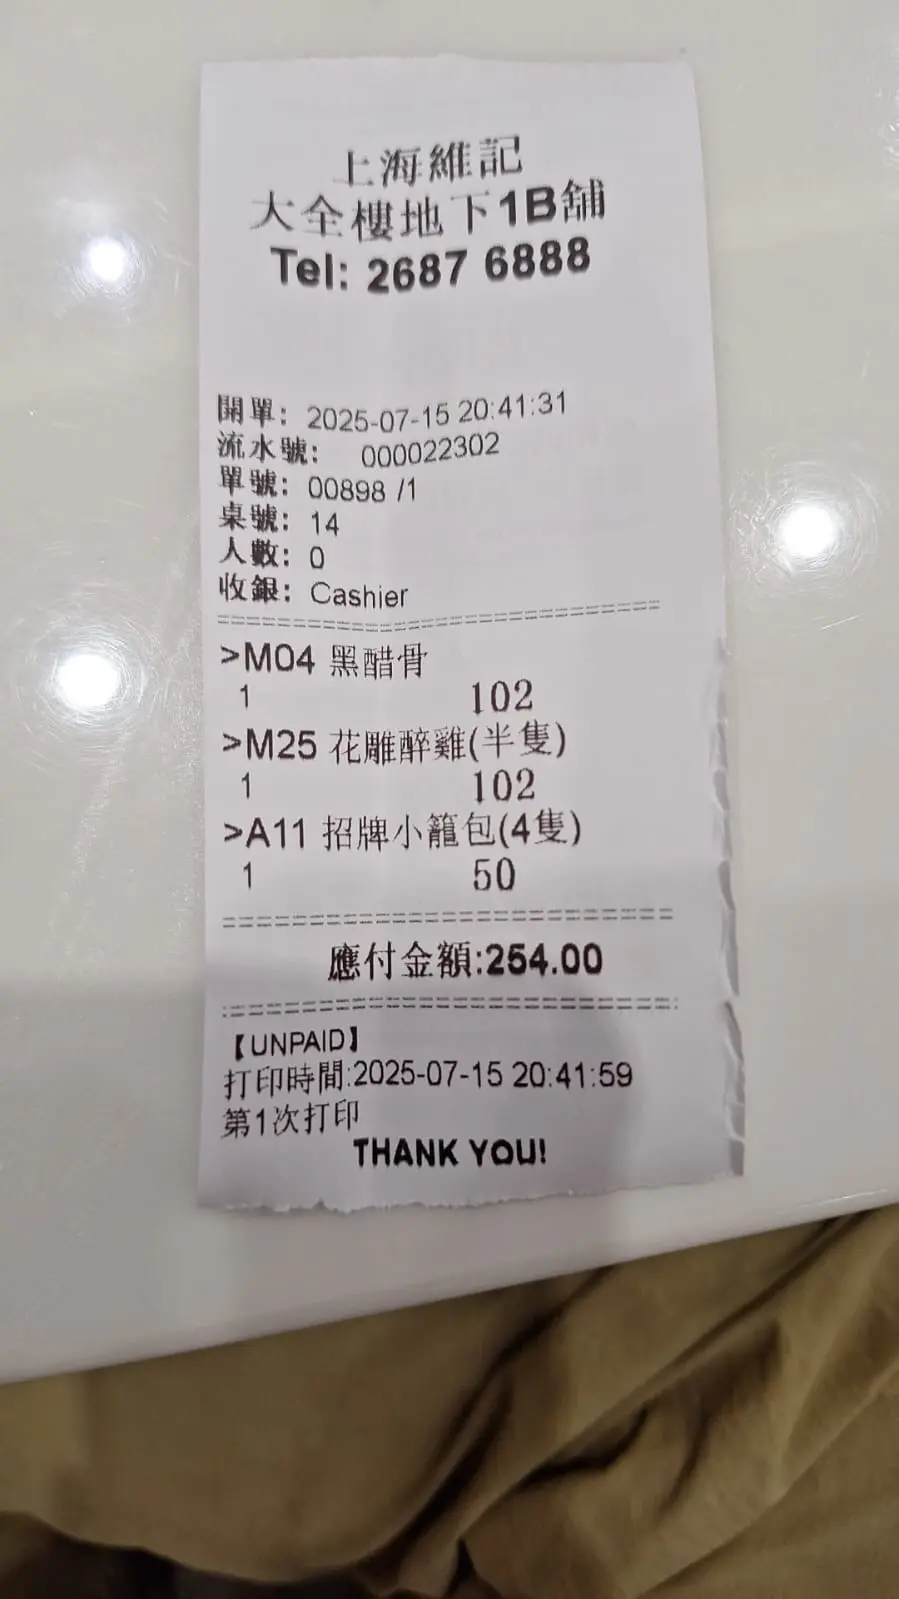 上海維記
大全樓地下1B舖
Tel: 2687 6888
開單: 2025-07-15 20:41:31
流水號: 000022302
單號: 00898 /1
桌號: 14
人數: 0
收銀: Cashier
>M04 黑醋骨
1 102
>M25 花雕醉雞(半隻)
1 102
>A11 招牌小籠包(4隻)
1 50
應付金額:254.00
【UNPAID】
打印時間:2025-07-15 20:41:59
第1次打印
THANK YOU!